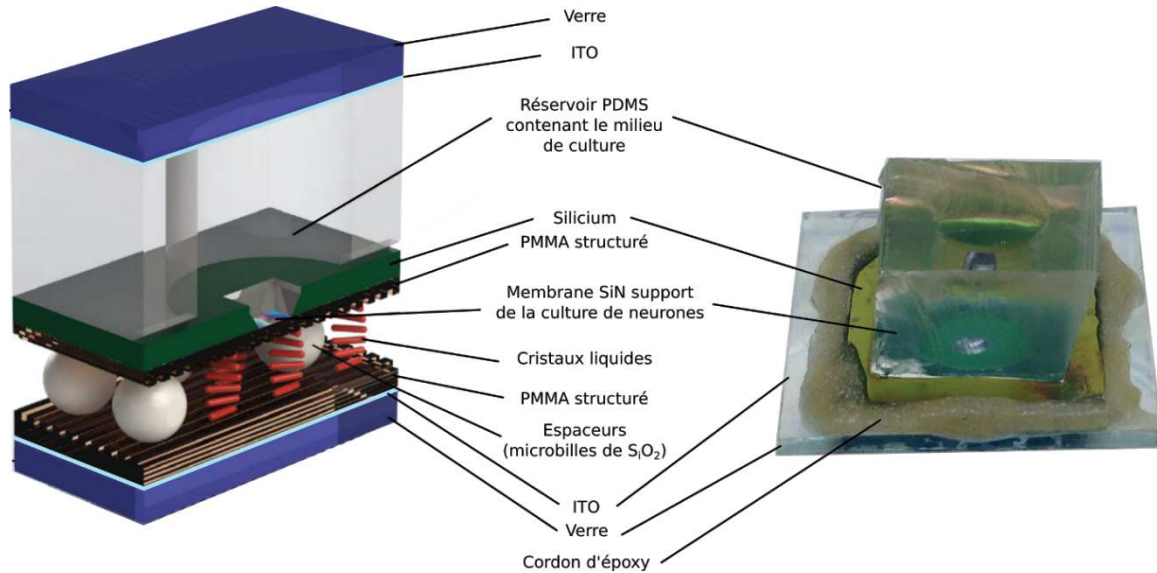 Verre
ITO
Réservoir PDMS
contenant le milieu
de culture
Silicium
PMMA structuré
Membrane SiN support
de la culture de neurones
Cristaux liquides
PMMA structuré
Espaceurs
(microbilles de SiO2)
ITO
Verre
Cordon d'époxy